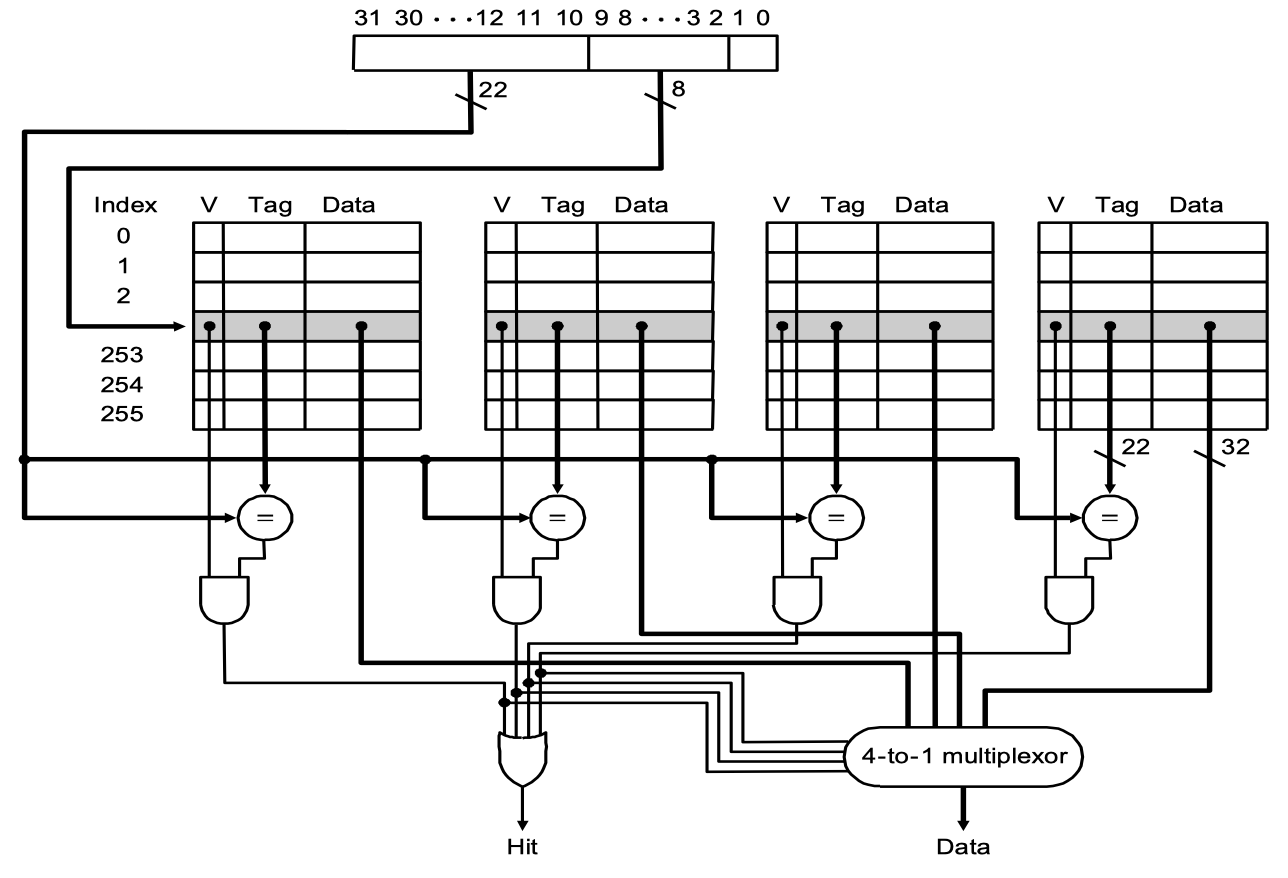 31 30 ···12 11 10 9 8 ···3 2 1 0
22 8
Index V Tag Data V Tag Data V Tag Data V Tag Data
0
1
2
253
254
255
22 32
= = = =
4-to-1 multiplexor
Hit Data